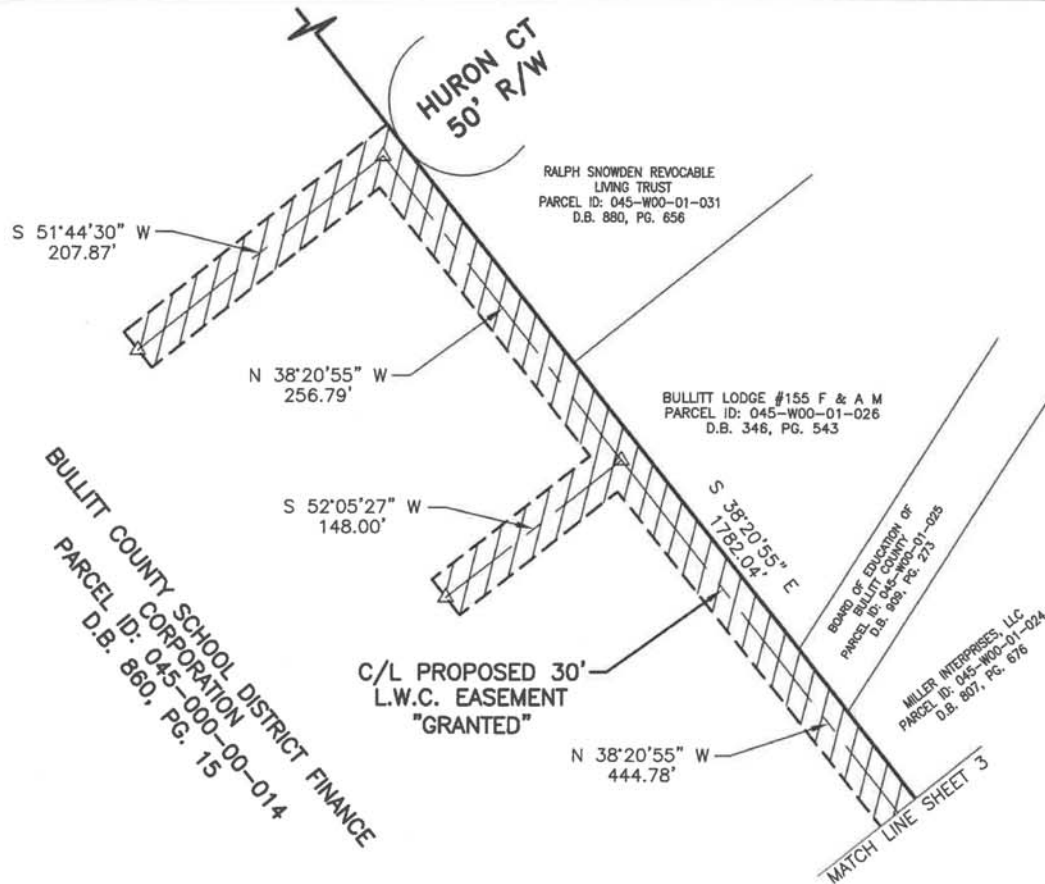 HURON CT
50' R/W
RALPH SNOWDEN REVOCABLE
LIVING TRUST
PARCEL ID: 045-W00-01-031
D.B. 880, PG. 656
S 51°44'30" W
207.87'
N 38°20'55" W
256.79'
BULLITT LODGE #155 F & A M
PARCEL ID: 045-W00-01-026
D.B. 346, PG. 543
S 52°05'27" W
148.00'
S 38°20'55" E
1782.04'
BOARD OF EDUCATION OF
BULLITT COUNTY
PARCEL ID: 045-W00-01-025
D.B. 909, PG. 273
MILLER INTERPRISES, LLC
PARCEL ID: 045-W00-01-024
D.B. 807, PG. 676
BULLITT COUNTY SCHOOL DISTRICT FINANCE
CORPORATION
PARCEL ID: 045-000-00-014
D.B. 860, PG. 15
C/L PROPOSED 30'
L.W.C. EASEMENT
"GRANTED"
N 38°20'55" W
444.78'
MATCH LINE SHEET 3